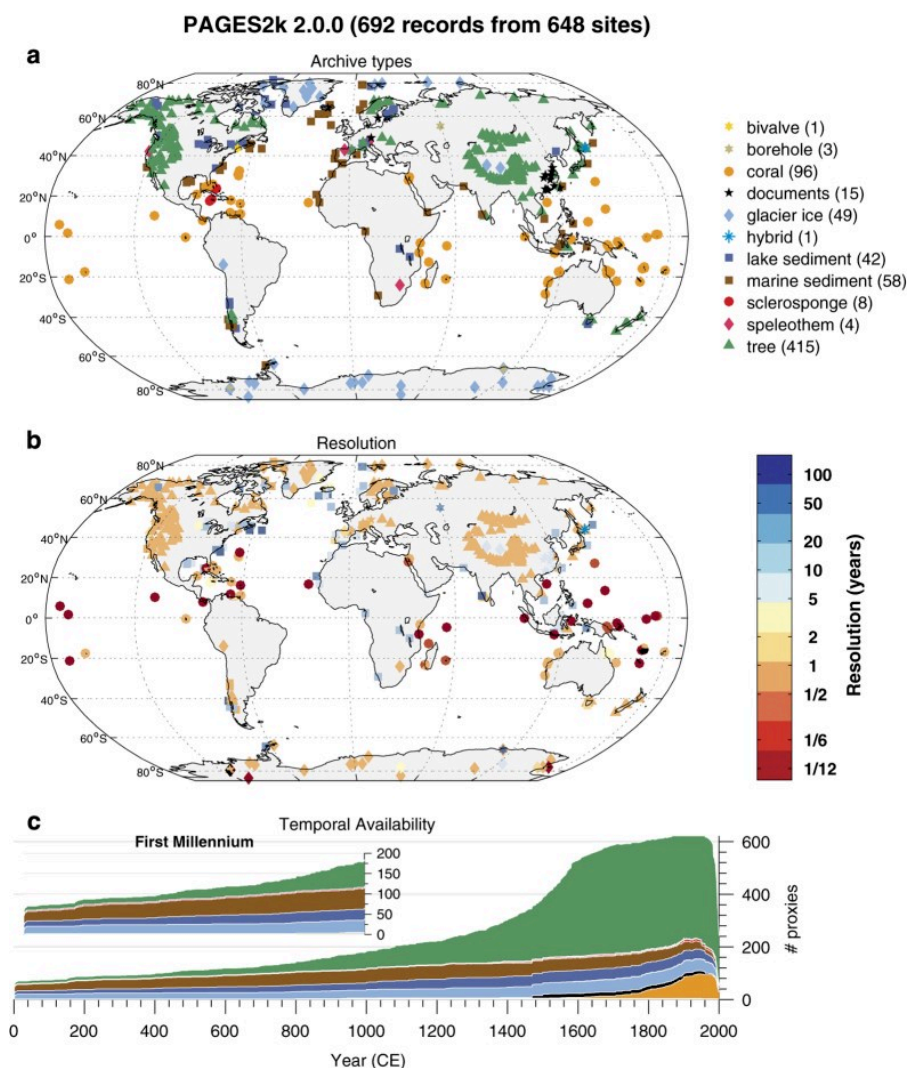 PAGES2k 2.0.0 (692 records from 648 sites)
a
Archive types
80°N
60°N
40°N
20°N
0°
20°S
40°S
60°S
80°S
bivalve (1)
borehole (3)
coral (96)
documents (15)
glacier ice (49)
hybrid (1)
lake sediment (42)
marine sediment (58)
sclerosponge (8)
speleothem (4)
tree (415)
b
Resolution
80°N
60°N
40°N
20°N
0°
20°S
40°S
60°S
80°S
100
50
20
10
5
2
1
1/2
1/6
1/12
Resolution (years)
c
Temporal Availability
First Millennium
200
150
100
50
0
600
400
200
0
# proxies
0 200 400 600 800 1000 1200 1400 1600 1800 2000
Year (CE)